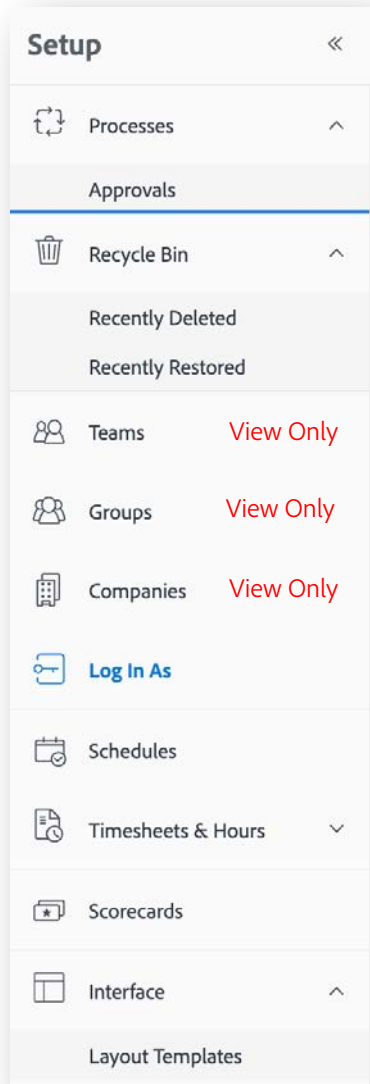 Setup
Processes
Approvals
Recycle Bin
Recently Deleted
Recently Restored
Teams View Only
Groups View Only
Companies View Only
Log In As
Schedules
Timesheets & Hours
Scorecards
Interface
Layout Templates